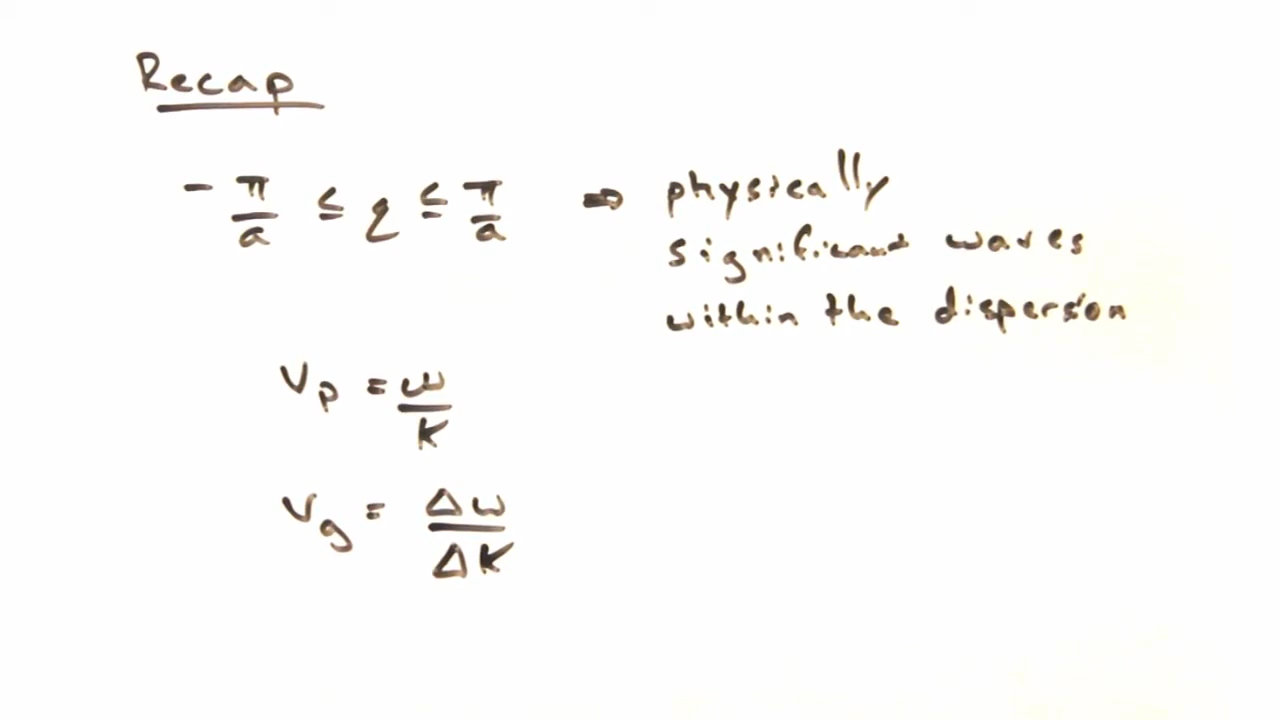 Recap
- π/a ≤ q ≤ π/a ⇒ physically
significant waves
within the dispersion
Vp = ω/k
Vg = Δω/Δk